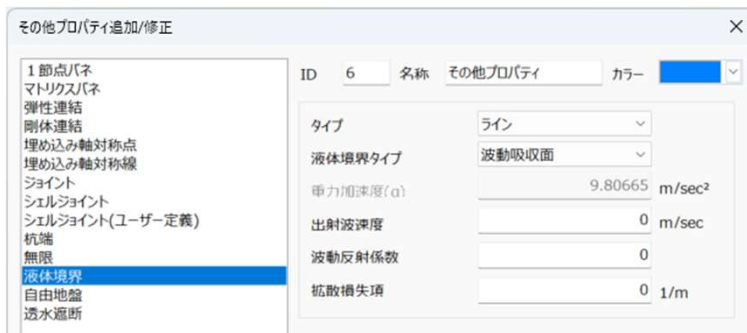 その他プロパティ追加/修正
1 節点バネ
マトリクスバネ
弾性連結
剛体連結
埋め込み軸対称点
埋め込み軸対称線
ジョイント
シェルジョイント
シェルジョイント(ユーザー定義)
杭端
無限
液体境界
自由地盤
透水遮断
ID 6 名称 その他プロパティ カラー
タイプ ライン
液体境界タイプ 波動吸収面
重力加速度(α) 9.80665 m/sec²
出射波速度 0 m/sec
波動反射係数 0
拡散損失項 0 1/m